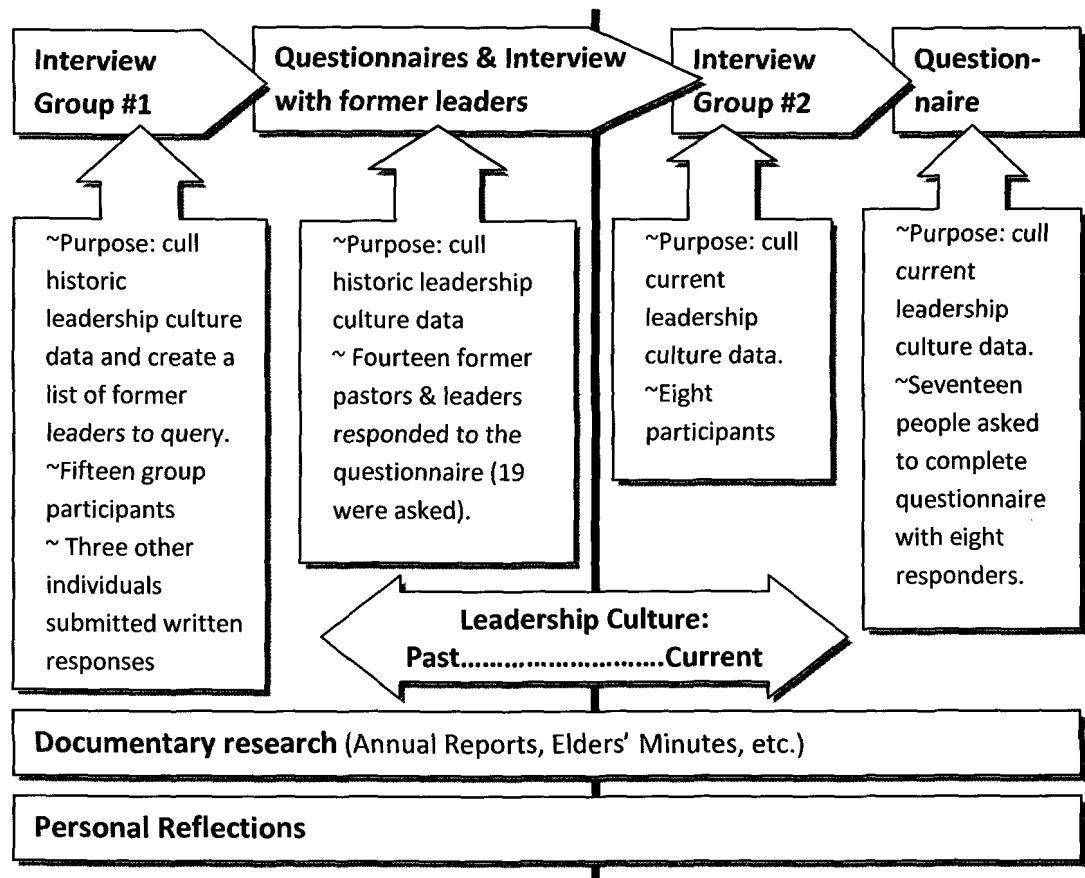 Interview
Group #1
Questionnaires & Interview
with former leaders
Interview
Group #2
Question-
naire
~Purpose: cull
historic
leadership culture
data and create a
list of former
leaders to query.
~Fifteen group
participants
~ Three other
individuals
submitted written
responses
~Purpose: cull
historic leadership
culture data
~ Fourteen former
pastors & leaders
responded to the
questionnaire (19
were asked).
~Purpose: cull
current
leadership
culture data.
~Eight
participants
~Purpose: cull
current
leadership
culture data.
~Seventeen
people asked
to complete
questionnaire
with eight
responders.
Leadership Culture:
Past..............................Current
Documentary research (Annual Reports, Elders' Minutes, etc.)
Personal Reflections